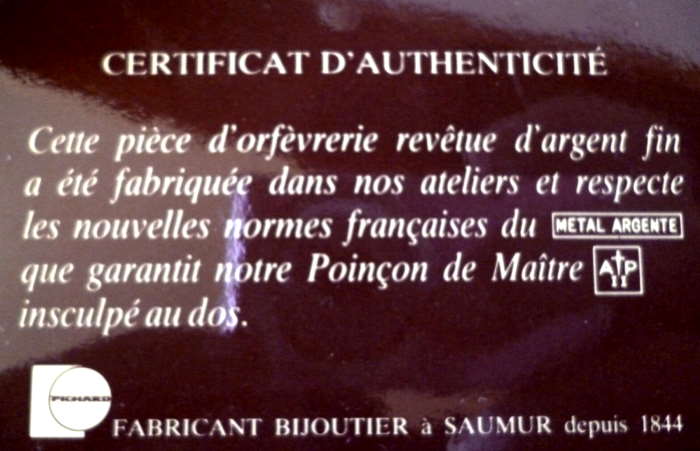 CERTIFICAT D'AUTHENTICITÉ
Cette pièce d'orfèvrerie revêtue d'argent fin
a été fabriquée dans nos ateliers et respecte
les nouvelles normes françaises du METAL ARGENTE
que garantit notre Poinçon de Maître AP
insculpé au dos.
PICHARD
FABRICANT BIJOUTIER à SAUMUR depuis 1844